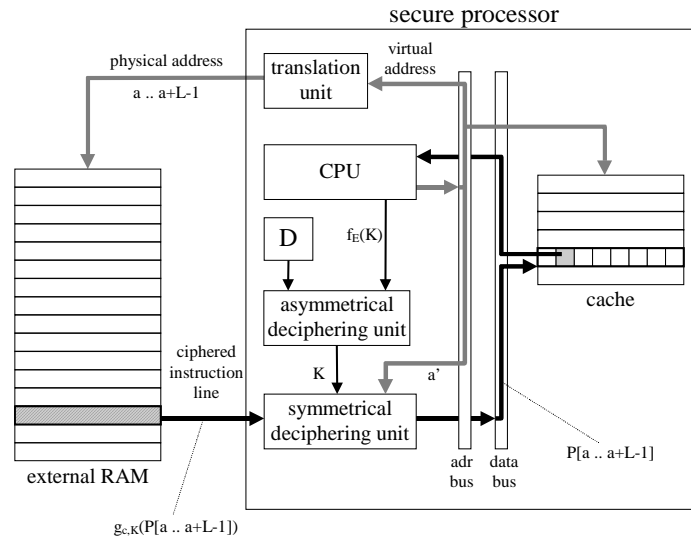 secure processor
physical address
a .. a+L-1
translation
unit
virtual
address
CPU
D
f_E(K)
asymmetrical
deciphering unit
cache
ciphered
instruction
line
K
a'
symmetrical
deciphering unit
external RAM
adr
bus
data
bus
P[a .. a+L-1]
g_{c,K}(P[a .. a+L-1])